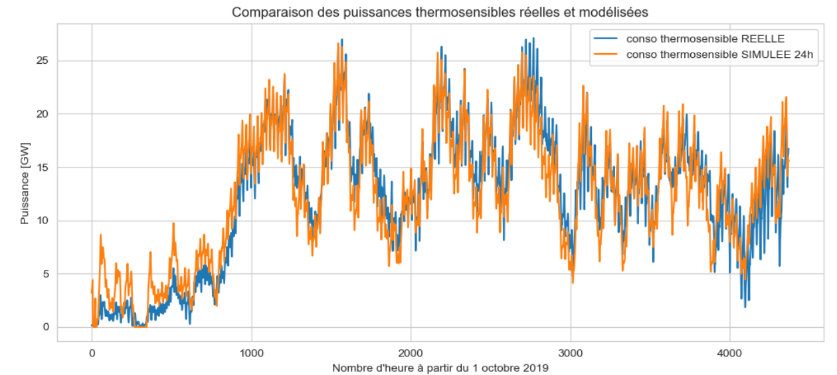 Comparaison des puissances thermosensibles réelles et modélisées
conso thermosensible REELLE
conso thermosensible SIMULEE 24h
Puissance [GW]
25
20
15
10
5
0
0 1000 2000 3000 4000
Nombre d'heure à partir du 1 octobre 2019